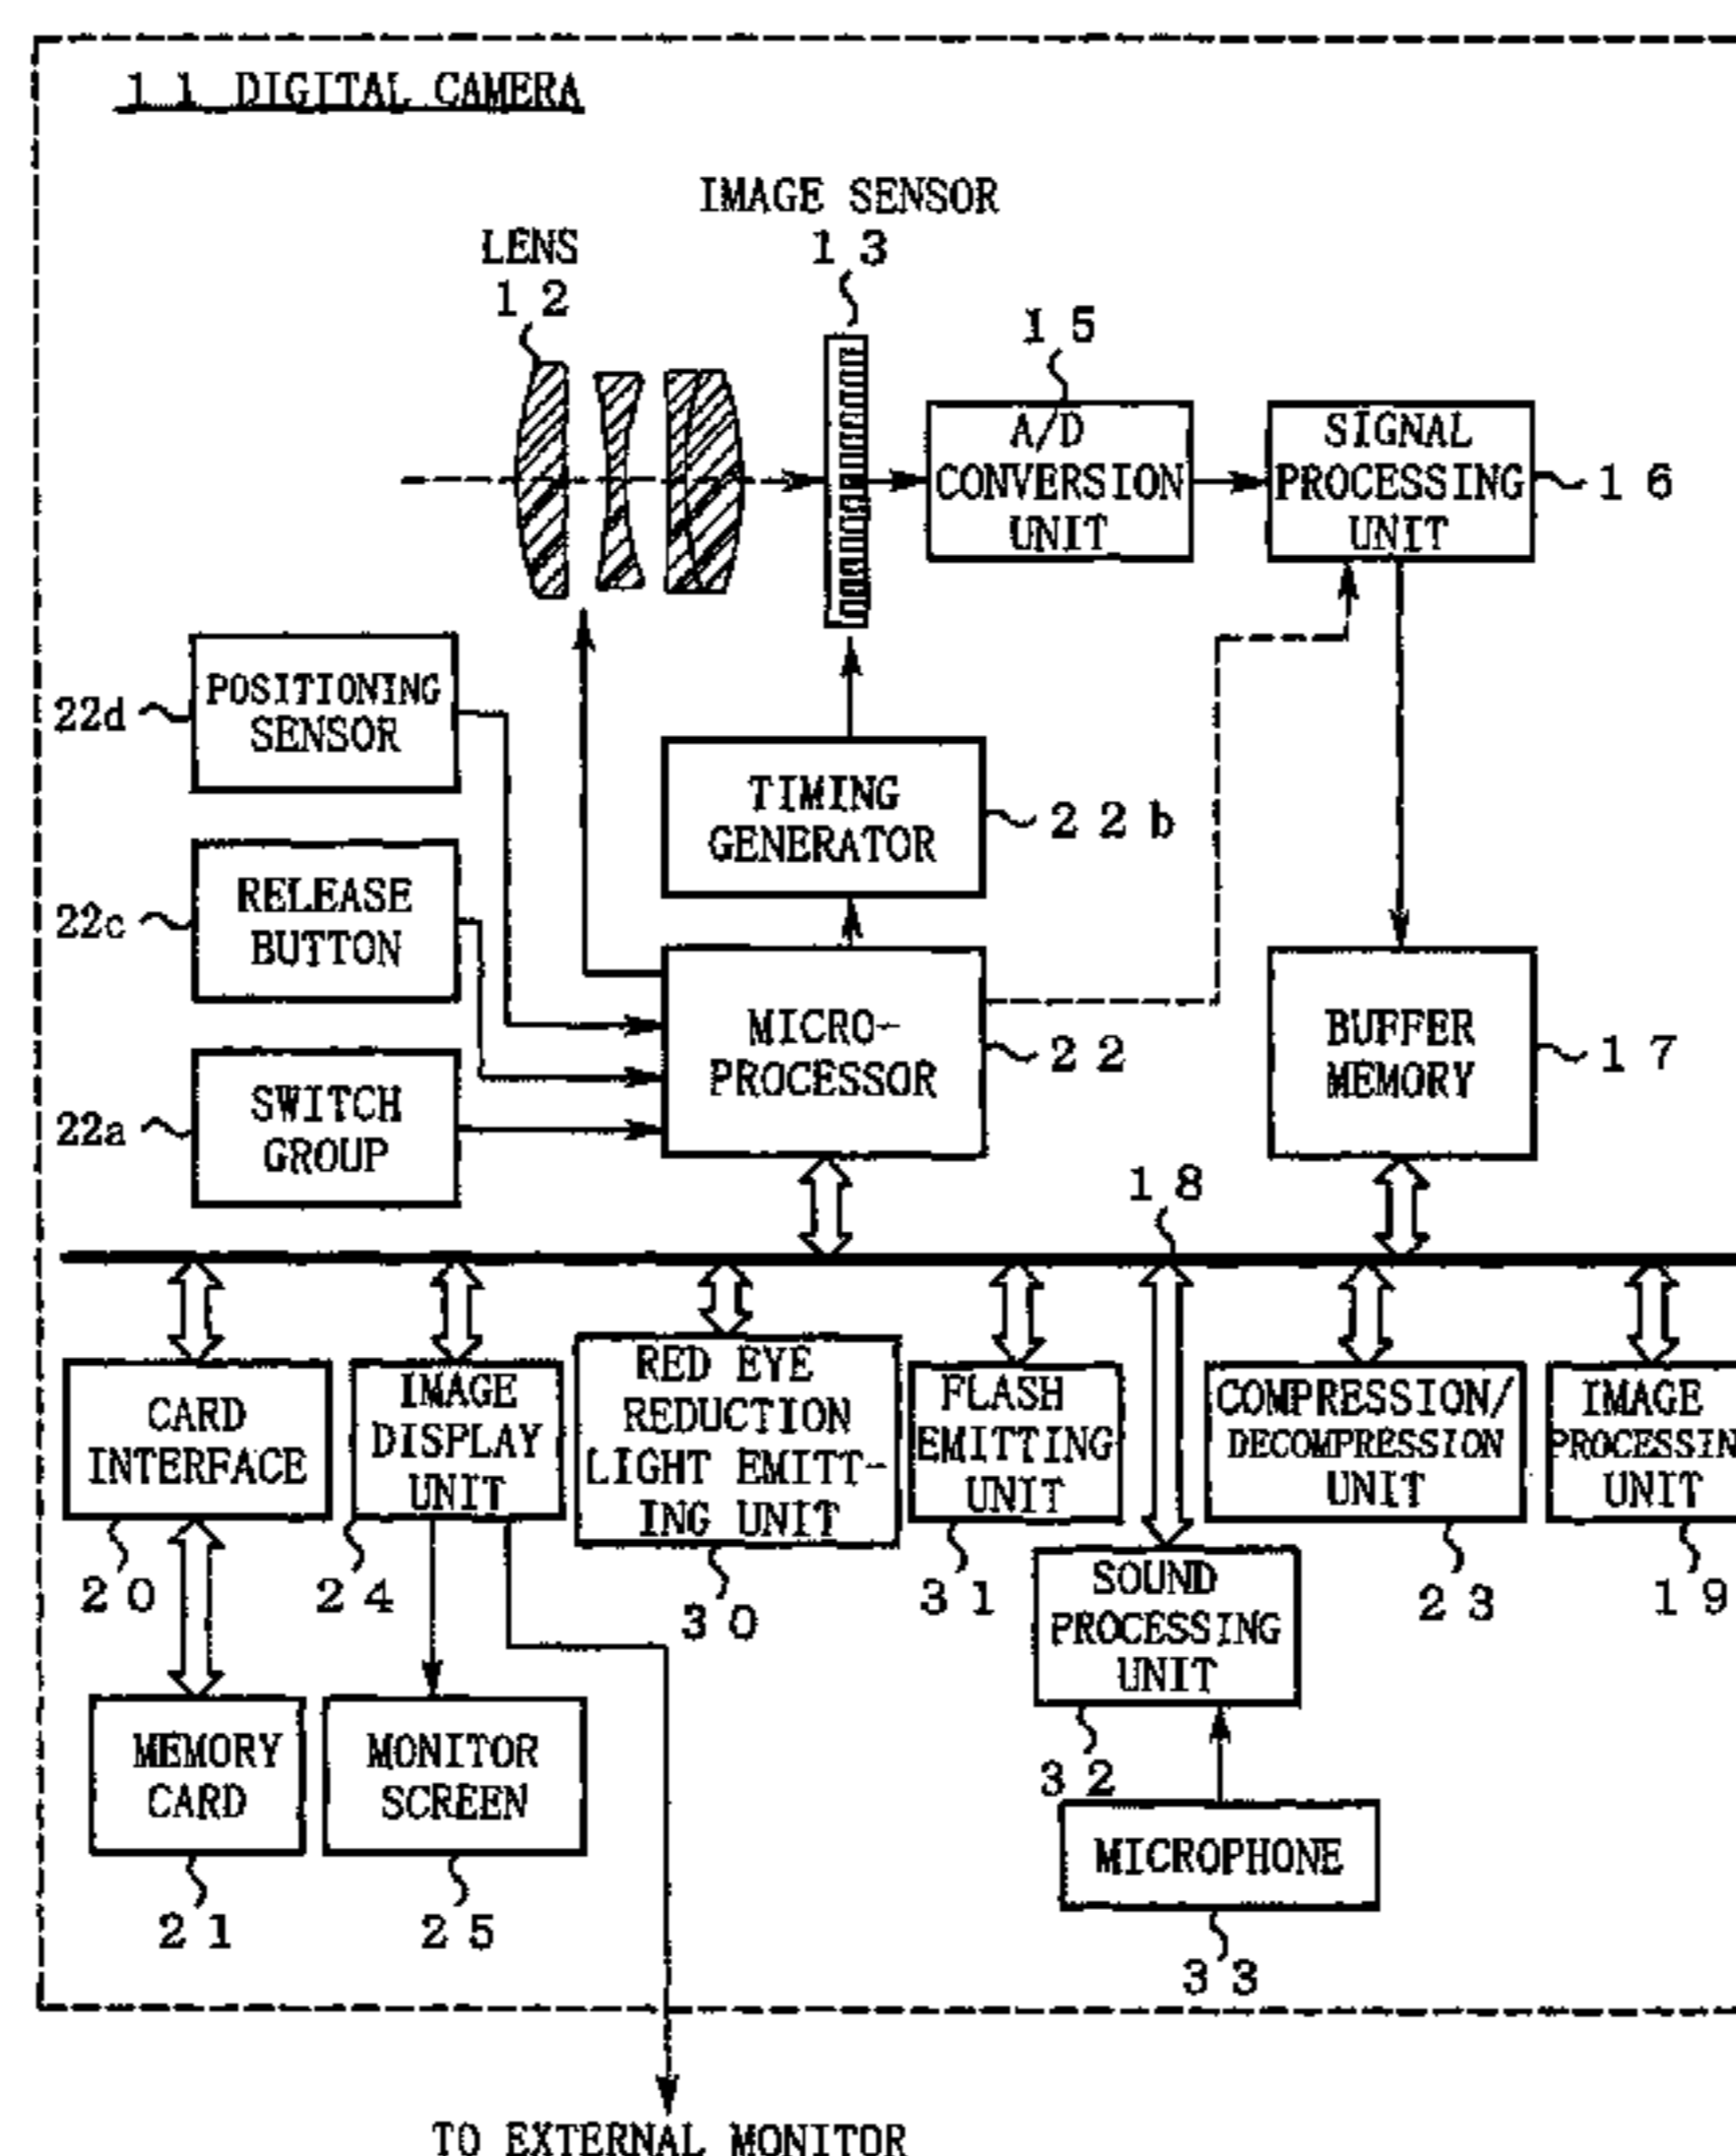 11 DIGITAL CAMERA
IMAGE SENSOR
13
LENS
12
15
A/D
CONVERSION
UNIT
SIGNAL
PROCESSING
UNIT
16
22d
POSITIONING
SENSOR
TIMING
GENERATOR
22b
22c
RELEASE
BUTTON
MICRO-
PROCESSOR
22
BUFFER
MEMORY
17
22a
SWITCH
GROUP
18
CARD
INTERFACE
20
IMAGE
DISPLAY
UNIT
24
RED EYE
REDUCTION
LIGHT EMITT-
ING UNIT
30
FLASH
EMITTING
UNIT
31
COMPRESSION/
DECOMPRESSION
UNIT
23
IMAGE
PROCESSIN
UNIT
19
SOUND
PROCESSING
UNIT
32
MEMORY
CARD
21
MONITOR
SCREEN
25
MICROPHONE
33
TO EXTERNAL MONITOR